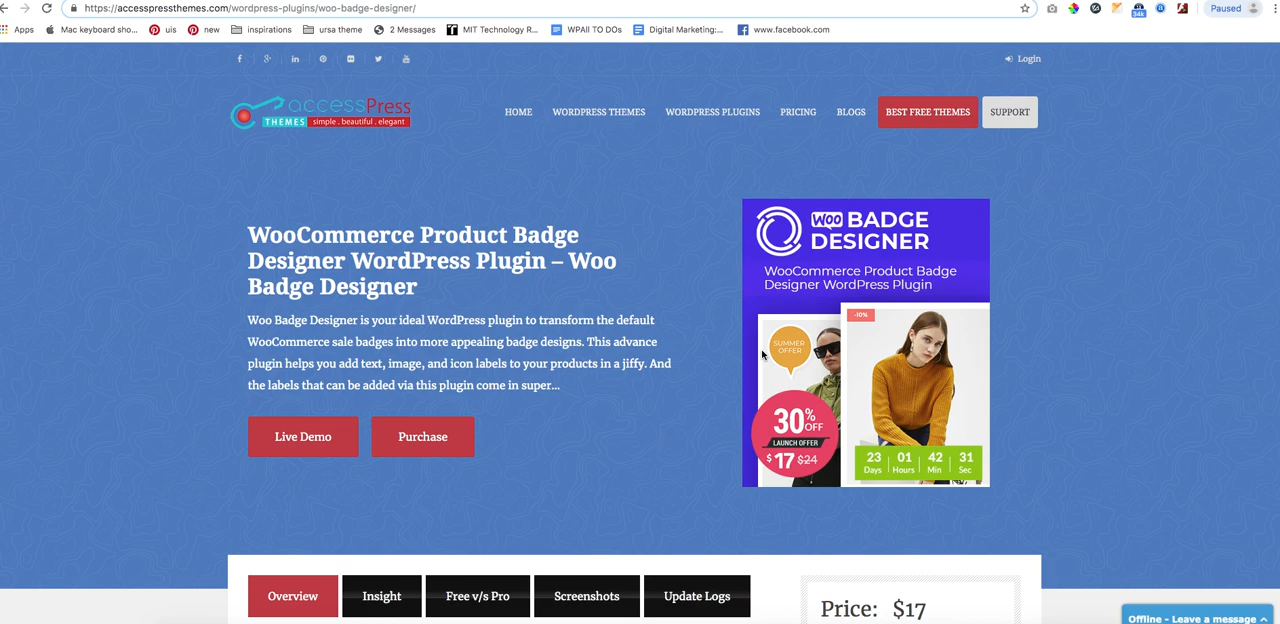 https://accesspressthemes.com/wordpress-plugins/woo-badge-designer/
34k
Paused
Apps
Mac keyboard sho...
uis
new
inspirations
ursa theme
2 Messages
MIT Technology R...
WPAll TO DOs
Digital Marketing:...
www.facebook.com
Login
accessPress
THEMES simple . beautiful . elegant
HOME
WORDPRESS THEMES
WORDPRESS PLUGINS
PRICING
BLOGS
BEST FREE THEMES
SUPPORT
WooCommerce Product Badge
Designer WordPress Plugin – Woo
Badge Designer
Woo Badge Designer is your ideal WordPress plugin to transform the default
WooCommerce sale badges into more appealing badge designs. This advance
plugin helps you add text, image, and icon labels to your products in a jiffy. And
the labels that can be added via this plugin come in super...
Live Demo
Purchase
WOO BADGE
DESIGNER
WooCommerce Product Badge
Designer WordPress Plugin
-10%
SUMMER
OFFER
30% OFF
LAUNCH OFFER
$17 $24
23 01 42 31
Days Hours Min Sec
Overview
Insight
Free v/s Pro
Screenshots
Update Logs
Price: $17
Offline - Leave a message